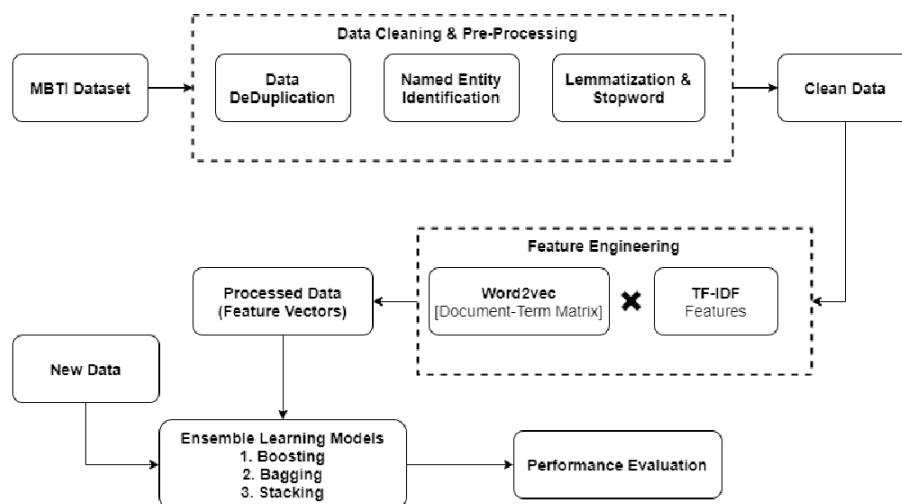 Data Cleaning & Pre-Processing
MBTI Dataset
Data
DeDuplication
Named Entity
Identification
Lemmatization &
Stopword
Clean Data
Feature Engineering
Processed Data
(Feature Vectors)
Word2vec
[Document-Term Matrix]
TF-IDF
Features
New Data
Ensemble Learning Models
1. Boosting
2. Bagging
3. Stacking
Performance Evaluation